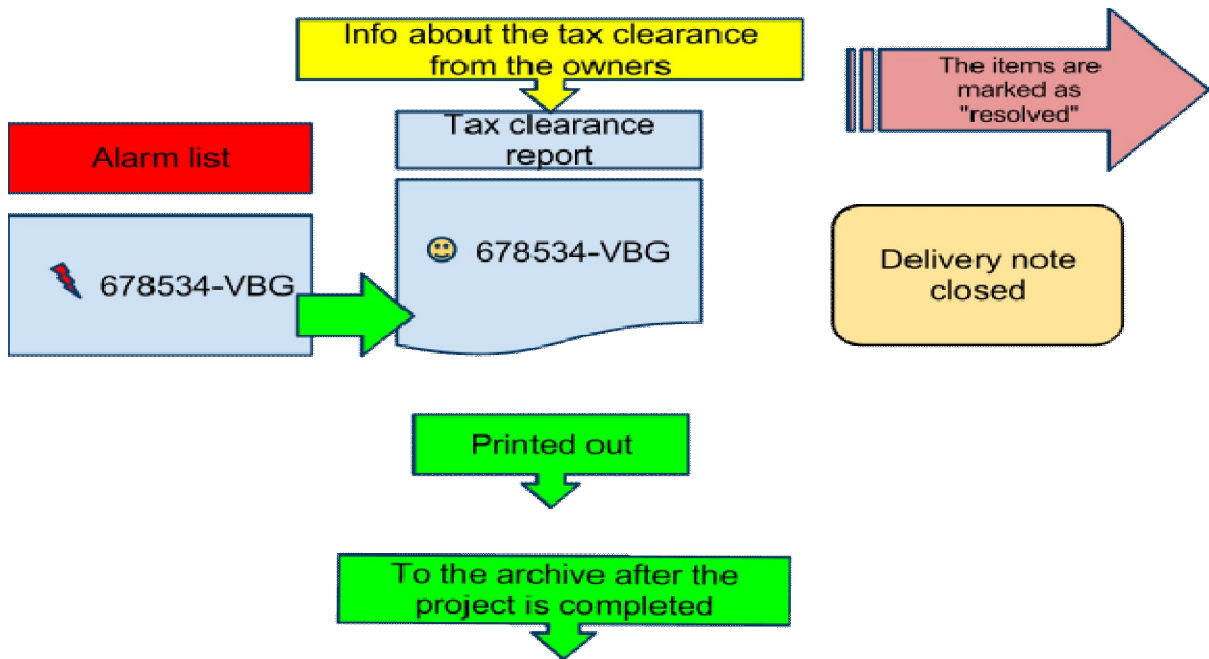 Info about the tax clearance
from the owners
The items are
marked as
"resolved"
Alarm list
Tax clearance
report
678534-VBG
678534-VBG
Delivery note
closed
Printed out
To the archive after the
project is completed